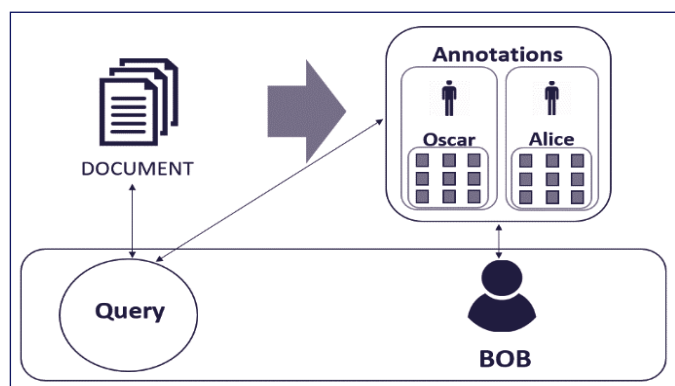 Annotations
Oscar
Alice
DOCUMENT
Query
BOB